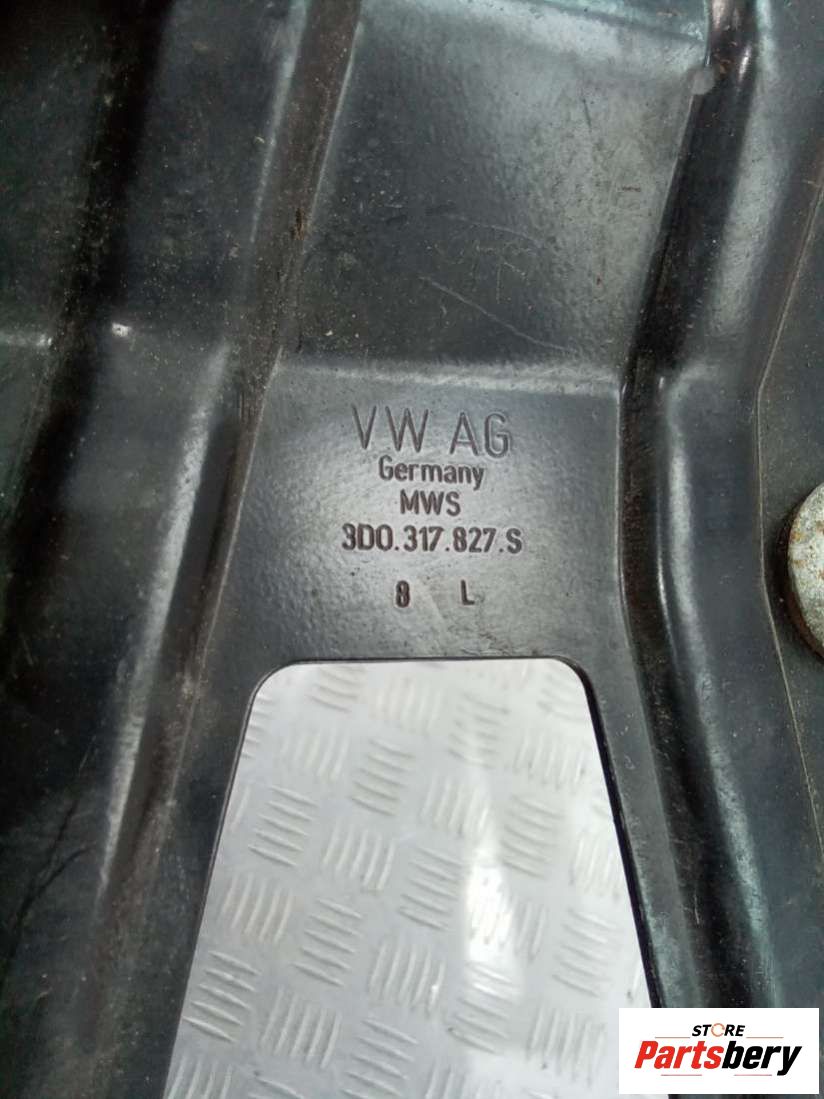 VW AG
Germany
MWS
3D0.317.827.S
8 L
STORE
Partsbery